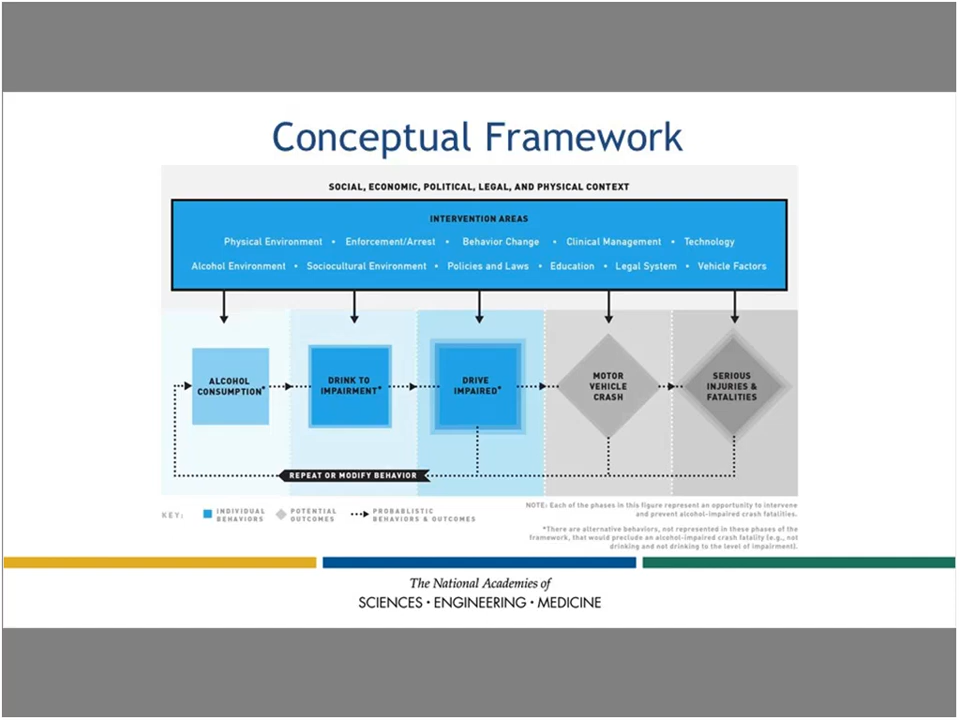 Conceptual Framework
SOCIAL, ECONOMIC, POLITICAL, LEGAL, AND PHYSICAL CONTEXT
INTERVENTION AREAS
Physical Environment • Enforcement/Arrest • Behavior Change • Clinical Management • Technology
Alcohol Environment • Sociocultural Environment • Policies and Laws • Education • Legal System • Vehicle Factors
ALCOHOL
CONSUMPTION*
DRINK TO
IMPAIRMENT*
DRIVE
IMPAIRED*
MOTOR
VEHICLE
CRASH
SERIOUS
INJURIES &
FATALITIES
REPEAT OR MODIFY BEHAVIOR
KEY:
INDIVIDUAL
BEHAVIORS
POTENTIAL
OUTCOMES
PROBABLISTIC
BEHAVIORS & OUTCOMES
NOTE: Each of the phases in this figure represent an opportunity to intervene
and prevent alcohol-impaired crash fatalities.
*There are alternative behaviors, not represented in these phases of the
framework, that would preclude an alcohol-impaired crash fatality (e.g., not
drinking and not drinking to the level of impairment).
The National Academies of
SCIENCES • ENGINEERING • MEDICINE